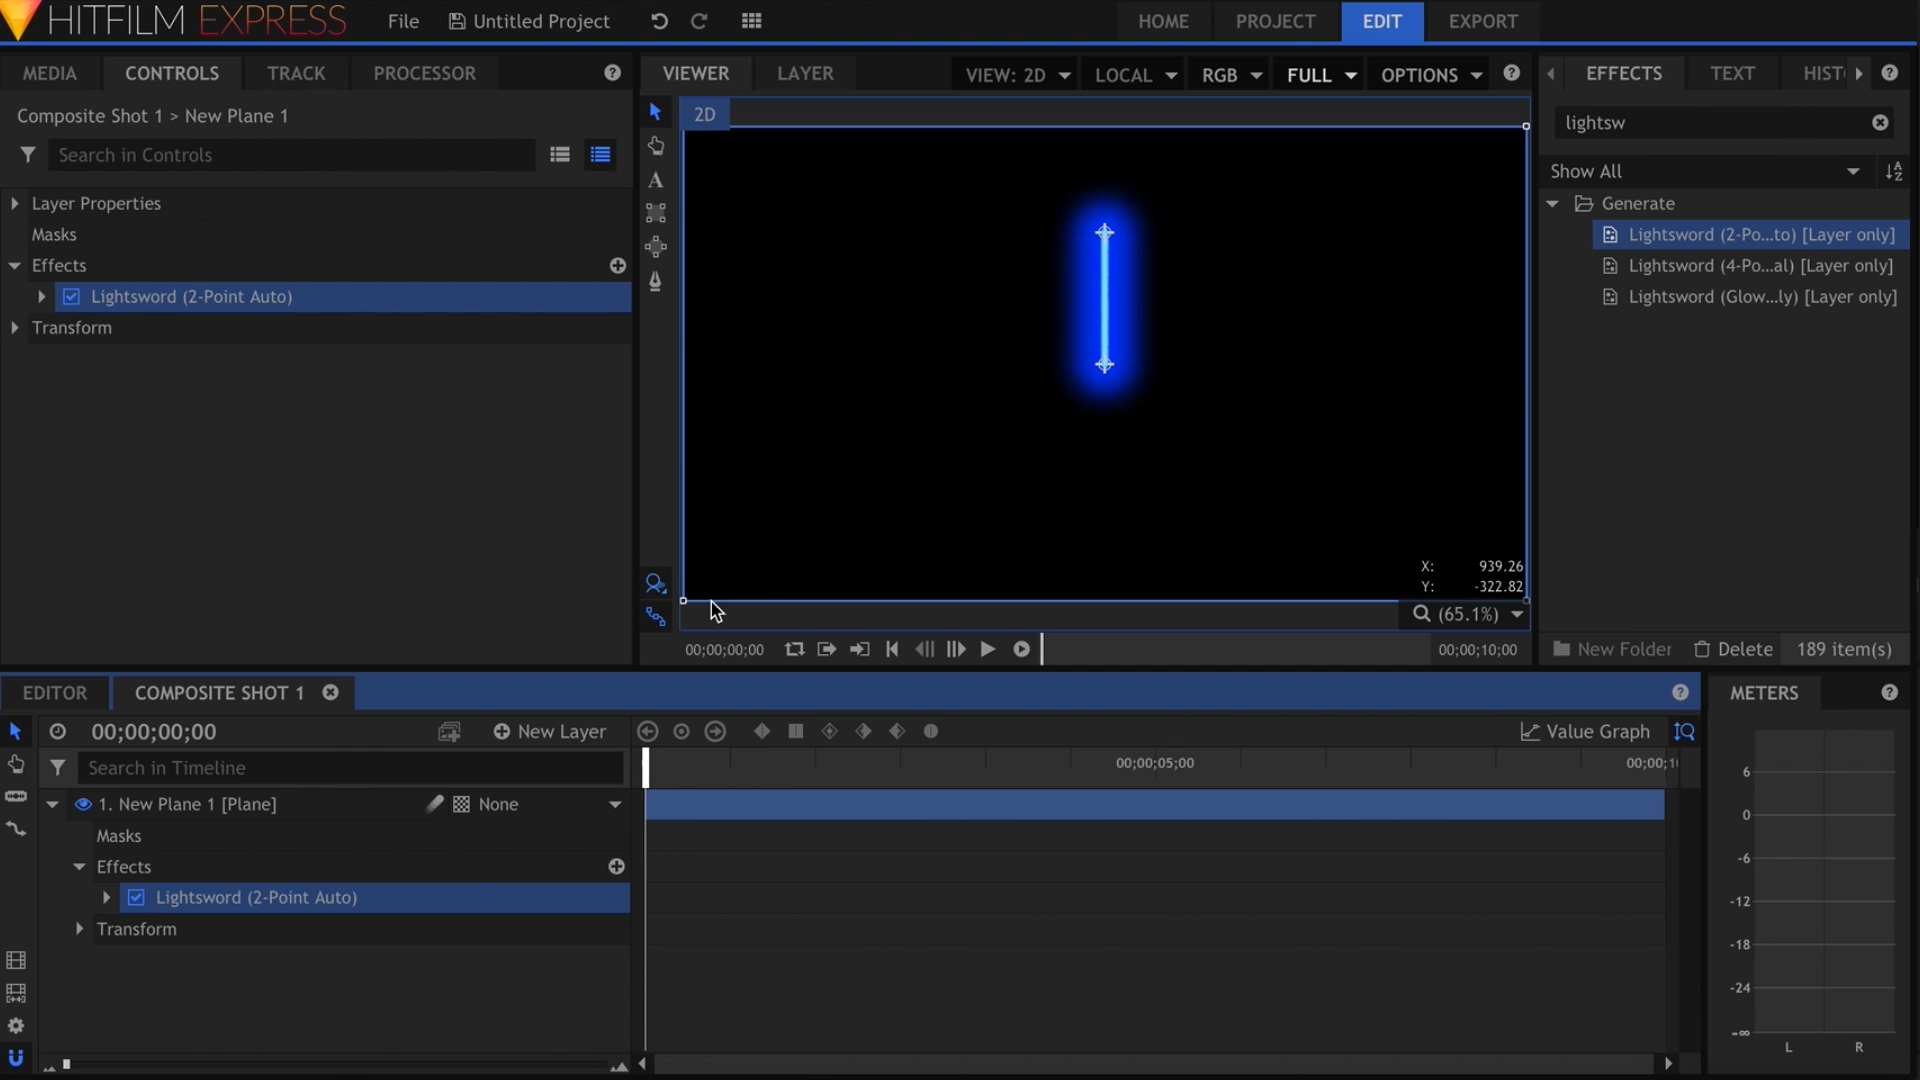 HITFILM EXPRESS
File
Untitled Project
HOME
PROJECT
EDIT
EXPORT
MEDIA
CONTROLS
TRACK
PROCESSOR
VIEWER
LAYER
VIEW: 2D
LOCAL
RGB
FULL
OPTIONS
EFFECTS
TEXT
HIST
Composite Shot 1 > New Plane 1
Search in Controls
Layer Properties
Masks
Effects
Lightsword (2-Point Auto)
Transform
2D
X: 939.26
Y: -322.82
(65.1%)
00;00;00;00
00;00;10;00
lightsw
Show All
Generate
Lightsword (2-Po...to) [Layer only]
Lightsword (4-Po...al) [Layer only]
Lightsword (Glow...ly) [Layer only]
New Folder
Delete
189 item(s)
EDITOR
COMPOSITE SHOT 1
METERS
00;00;00;00
New Layer
Value Graph
Search in Timeline
00;00;05;00
00;00;1
1. New Plane 1 [Plane]
None
Masks
Effects
Lightsword (2-Point Auto)
Transform
6
0
-6
-12
-18
-24
-∞
L
R